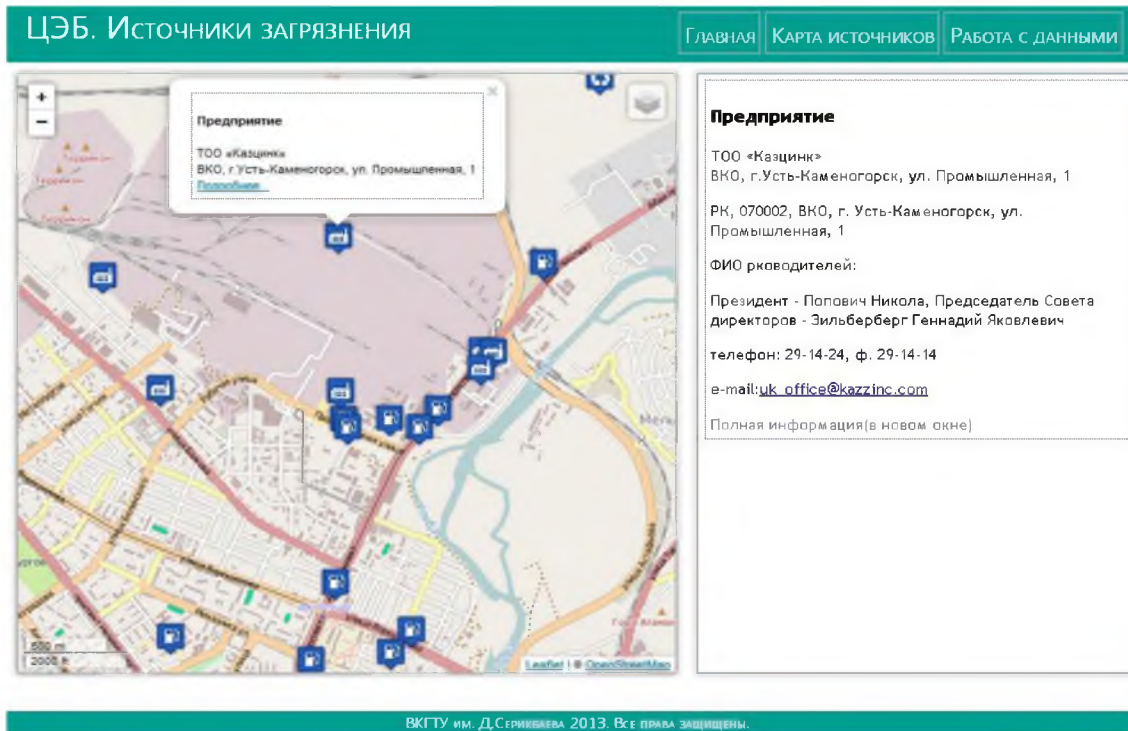 ЦЭБ. Источники загрязнения
Главная
Карта источников
Работа с данными
+
−
×
Предприятие
ТОО «Казцинк»
ВКО, г.Усть-Каменогорск, ул. Промышленная, 1
Подробнее...
500 m
2000 ft
Leaflet | © OpenStreetMap
Предприятие
ТОО «Казцинк»
ВКО, г.Усть-Каменогорск, ул. Промышленная, 1
РК, 070002, ВКО, г. Усть-Каменогорск, ул.
Промышленная, 1
ФИО рководителей:
Президент - Попович Никола, Председатель Совета
директоров - Зильберберг Геннадий Яковлевич
телефон: 29-14-24, ф. 29-14-14
e-mail:uk_office@kazzinc.com
Полная информация(в новом окне)
ВКГТУ им. Д.Серикбаева 2013. Все права защищены.